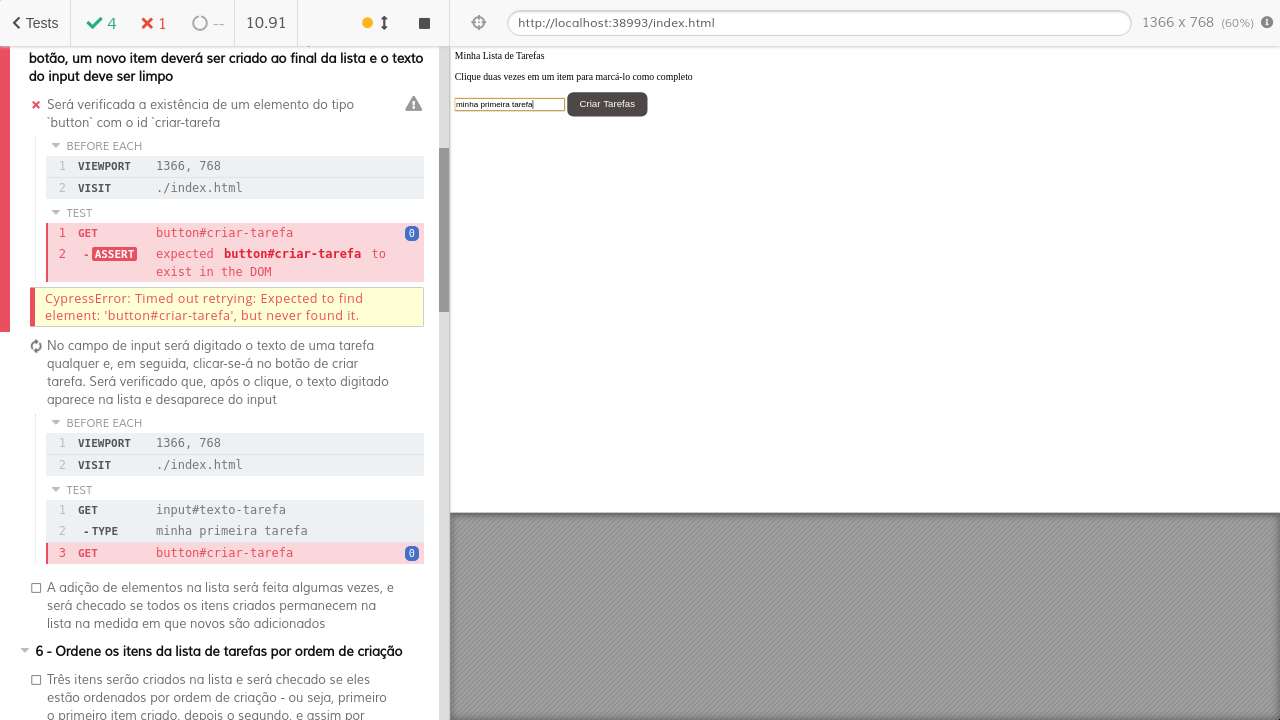 Tests
4
1
--
10.91
http://localhost:38993/index.html
1366 x 768 (60%)
botão, um novo item deverá ser criado ao final da lista e o texto
do input deve ser limpo
Será verificada a existência de um elemento do tipo
`button` com o id `criar-tarefa
BEFORE EACH
1 VIEWPORT 1366, 768
2 VISIT ./index.html
TEST
1 GET button#criar-tarefa 0
2 - ASSERT expected button#criar-tarefa to
exist in the DOM
CypressError: Timed out retrying: Expected to find
element: 'button#criar-tarefa', but never found it.
No campo de input será digitado o texto de uma tarefa
qualquer e, em seguida, clicar-se-á no botão de criar
tarefa. Será verificado que, após o clique, o texto digitado
aparece na lista e desaparece do input
BEFORE EACH
1 VIEWPORT 1366, 768
2 VISIT ./index.html
TEST
1 GET input#texto-tarefa
2 - TYPE minha primeira tarefa
3 GET button#criar-tarefa 0
A adição de elementos na lista será feita algumas vezes, e
será checado se todos os itens criados permanecem na
lista na medida em que novos são adicionados
6 - Ordene os itens da lista de tarefas por ordem de criação
Três itens serão criados na lista e será checado se eles
estão ordenados por ordem de criação - ou seja, primeiro
o primeiro item criado, depois o segundo, e assim por
Minha Lista de Tarefas
Clique duas vezes em um item para marcá-lo como completo
minha primeira tarefa
Criar Tarefas